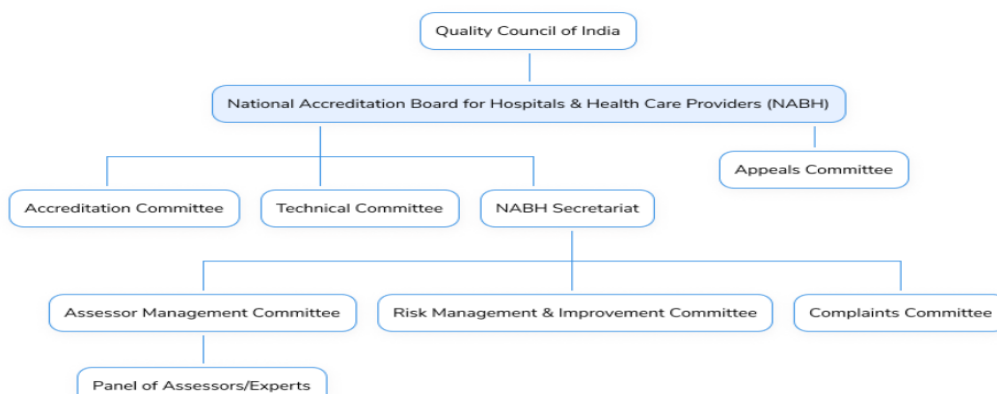 Quality Council of India
National Accreditation Board for Hospitals & Health Care Providers (NABH)
Appeals Committee
Accreditation Committee
Technical Committee
NABH Secretariat
Assessor Management Committee
Risk Management & Improvement Committee
Complaints Committee
Panel of Assessors/Experts